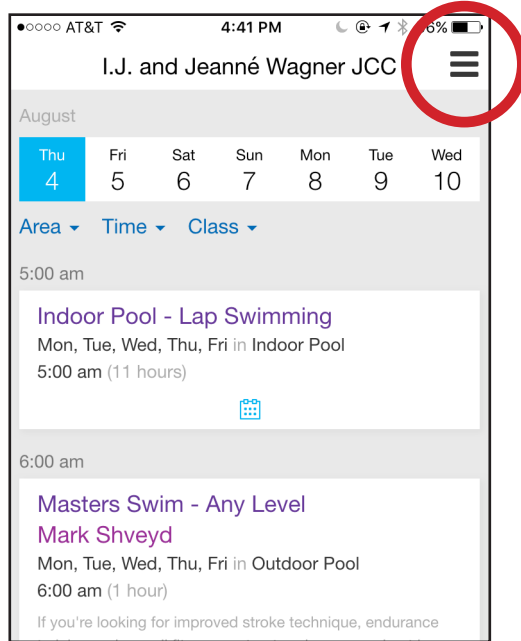 AT&T 4:41 PM 6%
I.J. and Jeanné Wagner JCC
August
Thu Fri Sat Sun Mon Tue Wed
4 5 6 7 8 9 10
Area Time Class
5:00 am
Indoor Pool - Lap Swimming
Mon, Tue, Wed, Thu, Fri in Indoor Pool
5:00 am (11 hours)
6:00 am
Masters Swim - Any Level
Mark Shveyd
Mon, Tue, Wed, Thu, Fri in Outdoor Pool
6:00 am (1 hour)
If you're looking for improved stroke technique, endurance